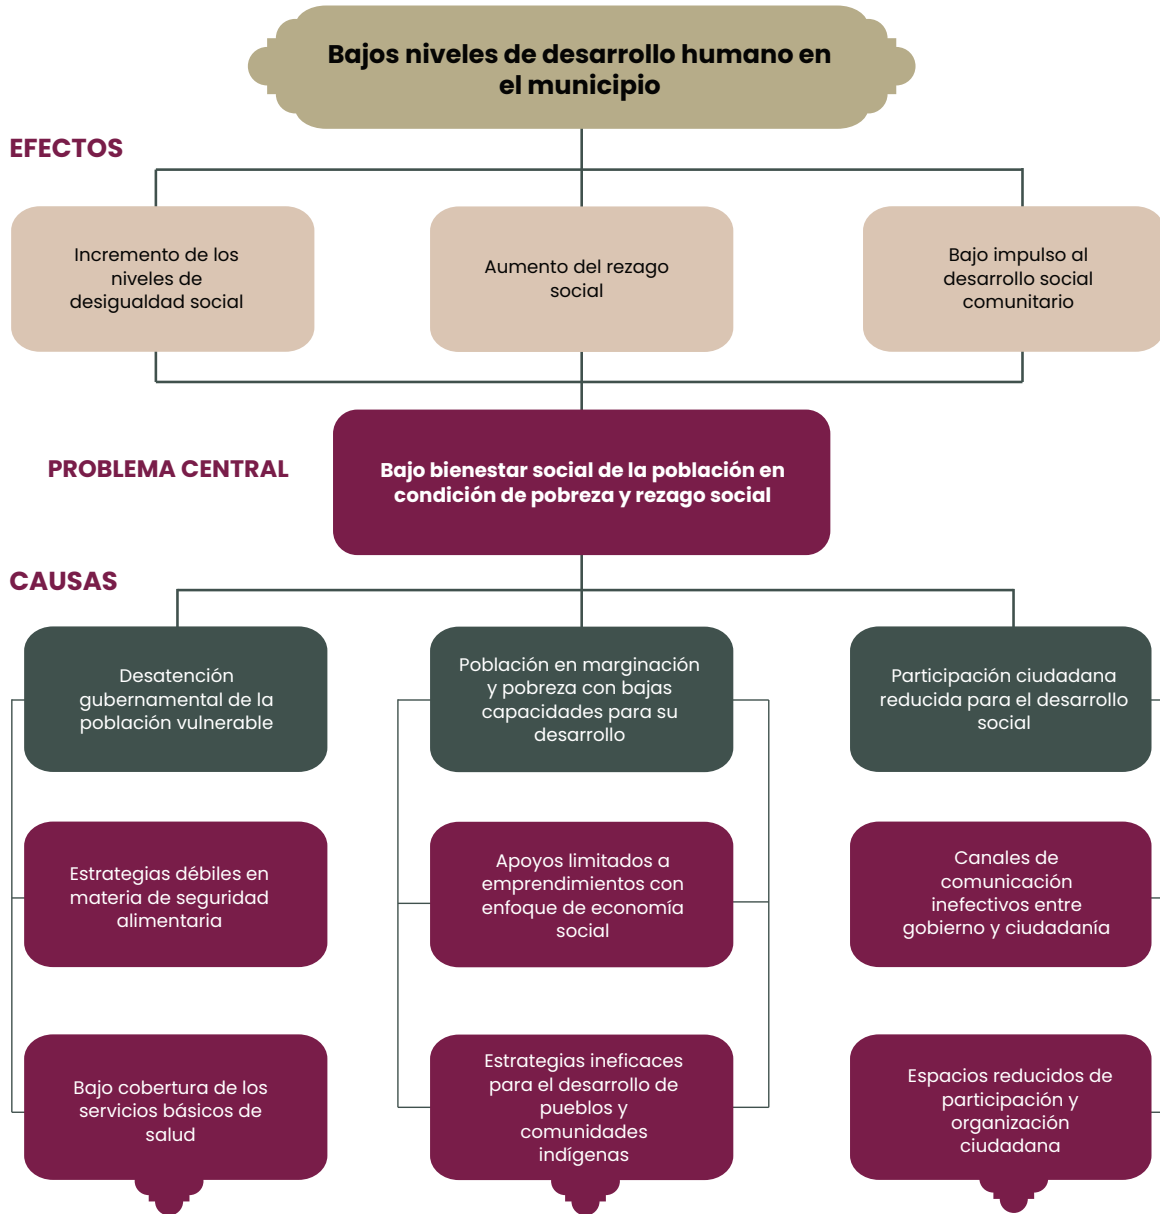 Bajos niveles de desarrollo humano en
el municipio
EFECTOS
Incremento de los
niveles de
desigualdad social
Aumento del rezago
social
Bajo impulso al
desarrollo social
comunitario
PROBLEMA CENTRAL
Bajo bienestar social de la población en
condición de pobreza y rezago social
CAUSAS
Desatención
gubernamental de la
población vulnerable
Población en marginación
y pobreza con bajas
capacidades para su
desarrollo
Participación ciudadana
reducida para el desarrollo
social
Estrategias débiles en
materia de seguridad
alimentaria
Apoyos limitados a
emprendimientos con
enfoque de economía
social
Canales de
comunicación
inefectivos entre
gobierno y ciudadanía
Bajo cobertura de los
servicios básicos de
salud
Estrategias ineficaces
para el desarrollo de
pueblos y
comunidades
indígenas
Espacios reducidos de
participación y
organización
ciudadana